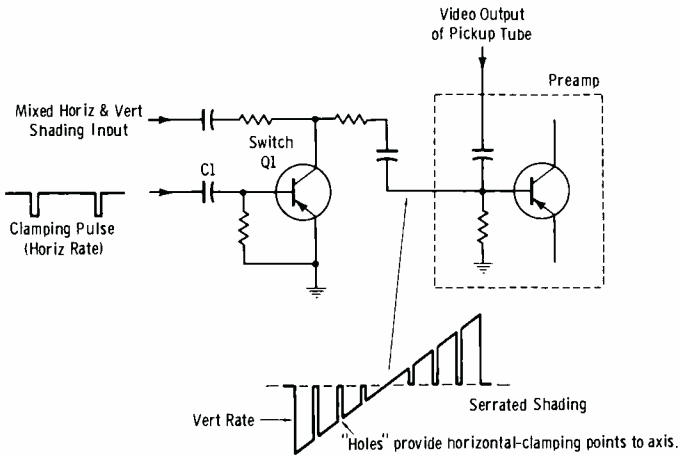 Video Output
of Pickup Tube
Preamp
Mixed Horiz & Vert
Shading Input
Switch
Q1
C1
Clamping Pulse
(Horiz Rate)
Vert Rate
Serrated Shading
"Holes" provide horizontal-clamping points to axis.